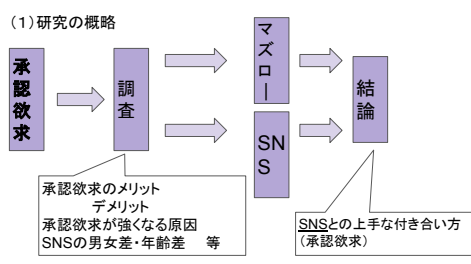 (1)研究の概略
承認欲求
調査
マズロー
SNS
結論
承認欲求のメリット
デメリット
承認欲求が強くなる原因
SNSの男女差・年齢差 等
SNSとの上手な付き合い方
(承認欲求)